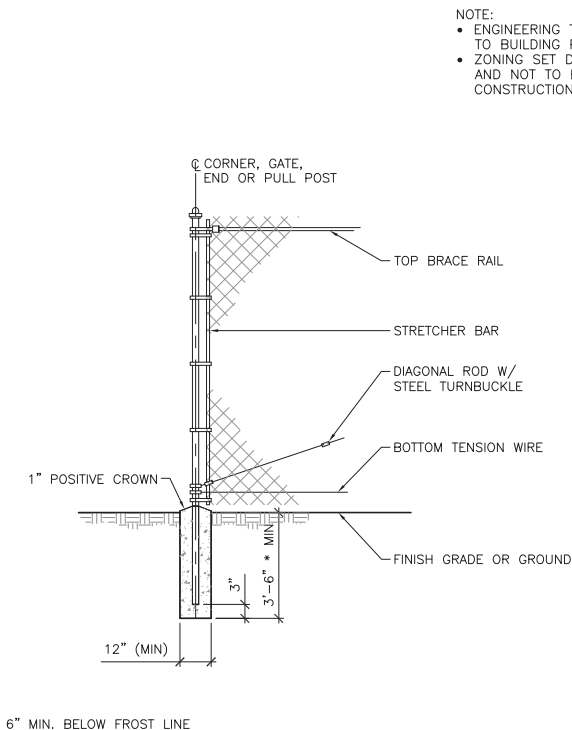 NOTE:
• ENGINEERING
TO BUILDING
• ZONING SET
AND NOT TO
CONSTRUCTION
℄ CORNER, GATE,
END OR PULL POST
TOP BRACE RAIL
STRETCHER BAR
DIAGONAL ROD W/
STEEL TURNBUCKLE
BOTTOM TENSION WIRE
1" POSITIVE CROWN
FINISH GRADE OR GROUND
3"
3'-6" * MIN
12" (MIN)
6" MIN. BELOW FROST LINE